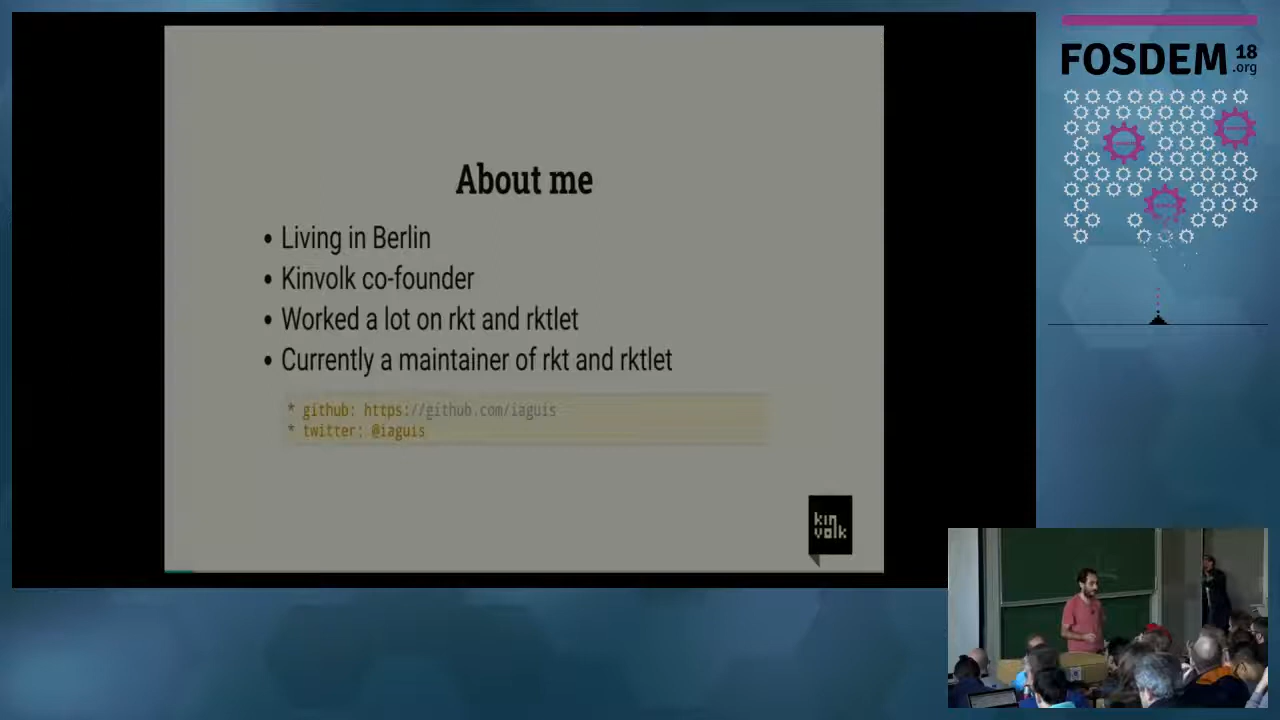 About me
• Living in Berlin
• Kinvolk co-founder
• Worked a lot on rkt and rktlet
• Currently a maintainer of rkt and rktlet
* github: https://github.com/iaguis
* twitter: @iaguis
kin
volk
FOSDEM 18
.org